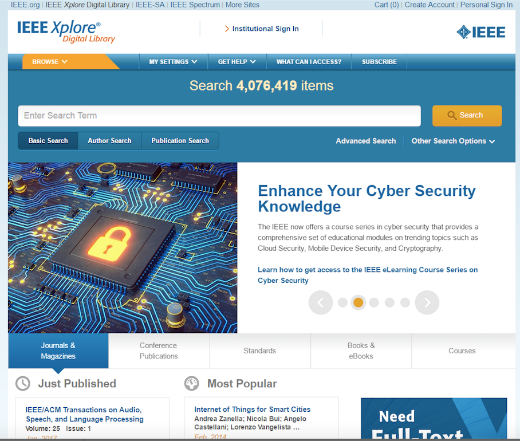 IEEE.org | IEEE Xplore Digital Library | IEEE-SA | IEEE Spectrum | More Sites
Cart (0) | Create Account | Personal Sign In
IEEE Xplore®
Digital Library
Institutional Sign In
IEEE
BROWSE
MY SETTINGS
GET HELP
WHAT CAN I ACCESS?
SUBSCRIBE
Search 4,076,419 items
Enter Search Term
Search
Basic Search
Author Search
Publication Search
Advanced Search
Other Search Options
Enhance Your Cyber Security
Knowledge
The IEEE now offers a course series in cyber security that provides a
comprehensive set of educational modules on trending topics such as
Cloud Security, Mobile Device Security, and Cryptography.
Learn how to get access to the IEEE eLearning Course Series on
Cyber Security
Journals &
Magazines
Conference
Publications
Standards
Books &
eBooks
Courses
Just Published
Most Popular
IEEE/ACM Transactions on Audio,
Speech, and Language Processing
Volume: 25 Issue: 1
Jan. 2017
Internet of Things for Smart Cities
Andrea Zanella; Nicola Bui; Angelo
Castellani; Lorenzo Vangelista ...
Feb. 2014
Need
Full-Text